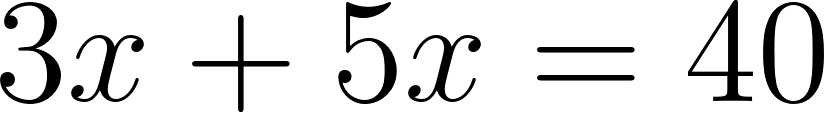 3x + 5x = 40